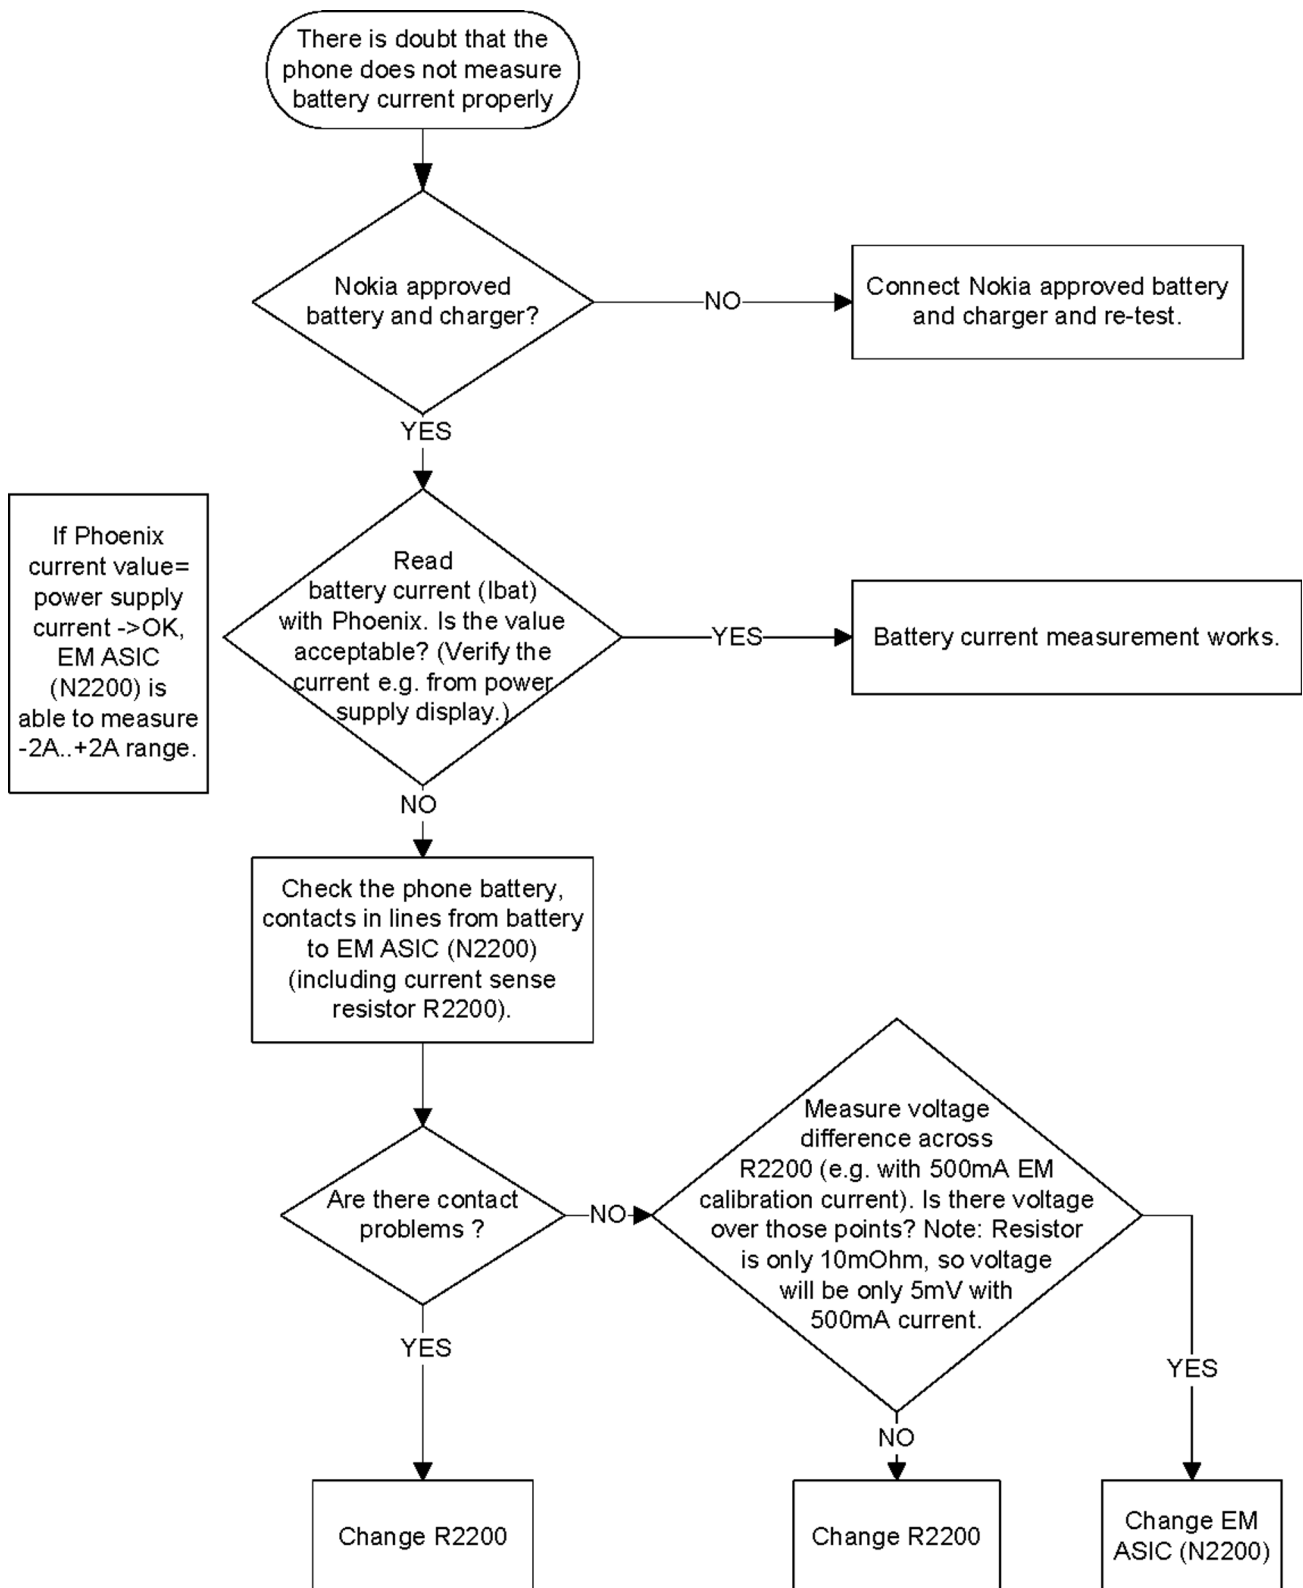 There is doubt that the
phone does not measure
battery current properly
Nokia approved
battery and charger?
NO
Connect Nokia approved battery
and charger and re-test.
YES
If Phoenix
current value=
power supply
current ->OK,
EM ASIC
(N2200) is
able to measure
-2A..+2A range.
Read
battery current (Ibat)
with Phoenix. Is the value
acceptable? (Verify the
current e.g. from power
supply display.)
YES
Battery current measurement works.
NO
Check the phone battery,
contacts in lines from battery
to EM ASIC (N2200)
(including current sense
resistor R2200).
Are there contact
problems ?
NO
Measure voltage
difference across
R2200 (e.g. with 500mA EM
calibration current). Is there voltage
over those points? Note: Resistor
is only 10mOhm, so voltage
will be only 5mV with
500mA current.
YES
YES
NO
Change R2200
Change R2200
Change EM
ASIC (N2200)